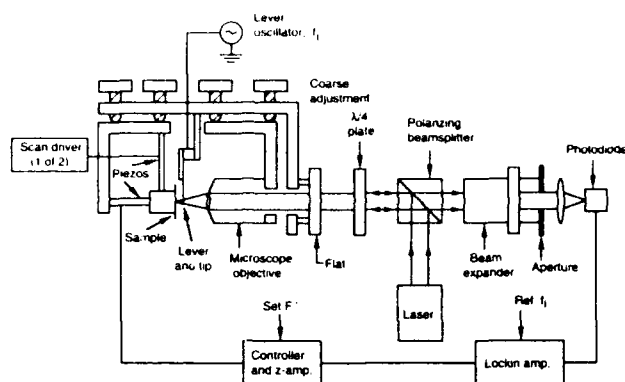 Lever
oscillator, f₁
Coarse
adjustment
λ/4
plate
Polarizing
beamsplitter
Photodiode
Scan driver
(1 of 2)
Piezos
Sample
Lever
and tip
Microscope
objective
Flat
Beam
expander
Aperture
Laser
Set F'
Ref. f₁
Controller
and z-amp.
Lockin amp.